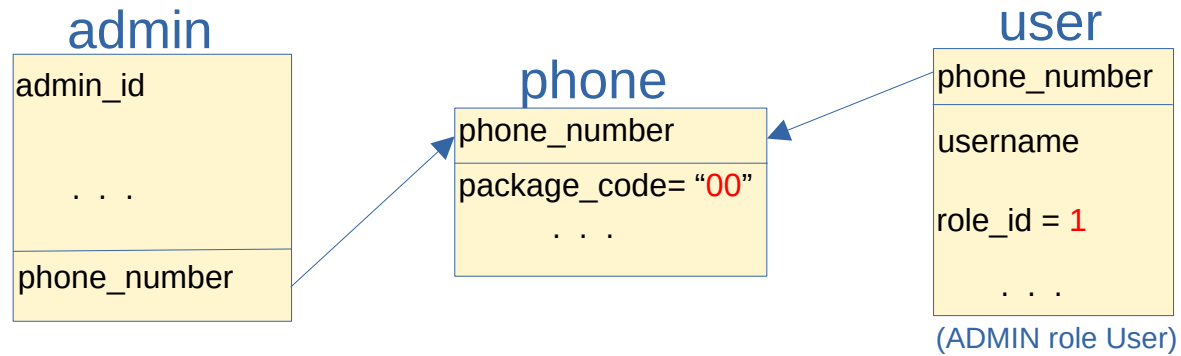 admin
admin_id
. . .
phone_number
phone
phone_number
package_code= “00”
. . .
user
phone_number
username
role_id = 1
. . .
(ADMIN role User)